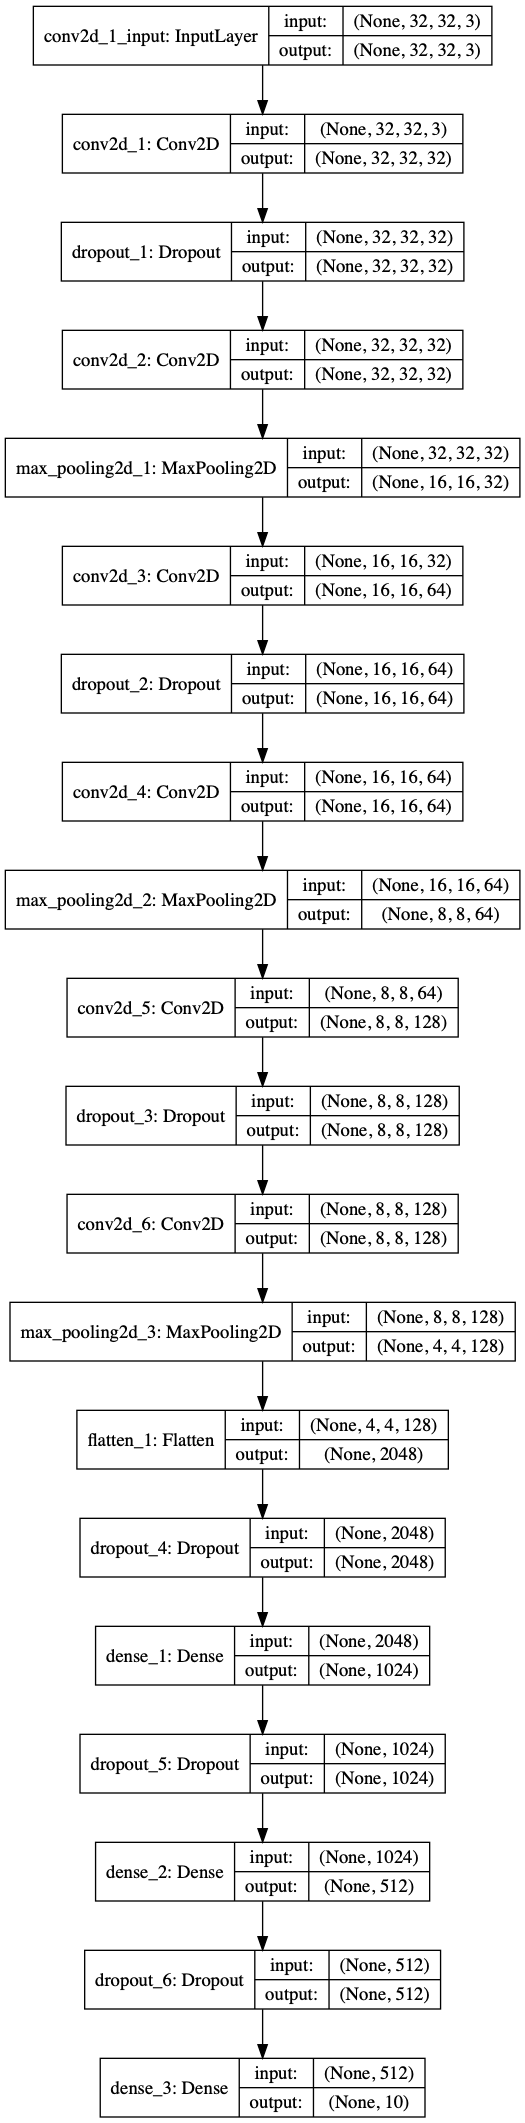 conv2d_1_input: InputLayer input: (None, 32, 32, 3)
output: (None, 32, 32, 3)
conv2d_1: Conv2D input: (None, 32, 32, 3)
output: (None, 32, 32, 32)
dropout_1: Dropout input: (None, 32, 32, 32)
output: (None, 32, 32, 32)
conv2d_2: Conv2D input: (None, 32, 32, 32)
output: (None, 32, 32, 32)
max_pooling2d_1: MaxPooling2D input: (None, 32, 32, 32)
output: (None, 16, 16, 32)
conv2d_3: Conv2D input: (None, 16, 16, 32)
output: (None, 16, 16, 64)
dropout_2: Dropout input: (None, 16, 16, 64)
output: (None, 16, 16, 64)
conv2d_4: Conv2D input: (None, 16, 16, 64)
output: (None, 16, 16, 64)
max_pooling2d_2: MaxPooling2D input: (None, 16, 16, 64)
output: (None, 8, 8, 64)
conv2d_5: Conv2D input: (None, 8, 8, 64)
output: (None, 8, 8, 128)
dropout_3: Dropout input: (None, 8, 8, 128)
output: (None, 8, 8, 128)
conv2d_6: Conv2D input: (None, 8, 8, 128)
output: (None, 8, 8, 128)
max_pooling2d_3: MaxPooling2D input: (None, 8, 8, 128)
output: (None, 4, 4, 128)
flatten_1: Flatten input: (None, 4, 4, 128)
output: (None, 2048)
dropout_4: Dropout input: (None, 2048)
output: (None, 2048)
dense_1: Dense input: (None, 2048)
output: (None, 1024)
dropout_5: Dropout input: (None, 1024)
output: (None, 1024)
dense_2: Dense input: (None, 1024)
output: (None, 512)
dropout_6: Dropout input: (None, 512)
output: (None, 512)
dense_3: Dense input: (None, 512)
output: (None, 10)